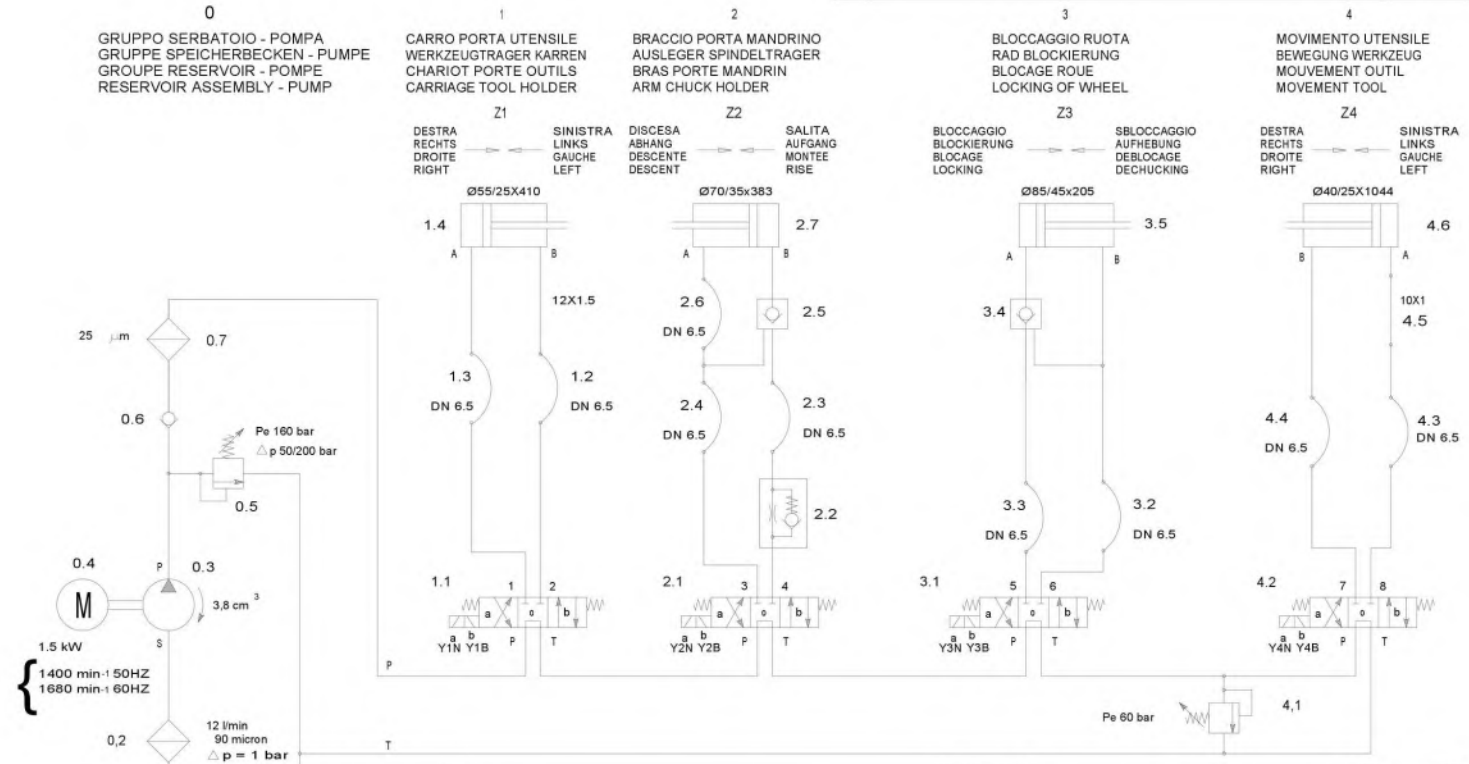 0
GRUPPO SERBATOIO - POMPA
GRUPPE SPEICHERBECKEN - PUMPE
GROUPE RESERVOIR - POMPE
RESERVOIR ASSEMBLY - PUMP
1
CARRO PORTA UTENSILE
WERKZEUGTRAGER KARREN
CHARIOT PORTE OUTILS
CARRIAGE TOOL HOLDER
Z1
DESTRA
RECHTS
DROITE
RIGHT
SINISTRA
LINKS
GAUCHE
LEFT
Ø55/25X410
1.4
A
B
12X1.5
1.3
DN 6.5
1.2
DN 6.5
1.1
1
2
a
0
b
a b
Y1N Y1B
P
T
2
BRACCIO PORTA MANDRINO
AUSLEGER SPINDELTRAGER
BRAS PORTE MANDRIN
ARM CHUCK HOLDER
Z2
DISCESA
ABHANG
DESCENTE
DESCENT
SALITA
AUFGANG
MONTEE
RISE
Ø70/35x383
2.7
A
B
2.6
DN 6.5
2.5
2.4
DN 6.5
2.3
DN 6.5
2.2
2.1
3
4
a
0
b
a b
Y2N Y2B
P
T
3
BLOCCAGGIO RUOTA
RAD BLOCKIERUNG
BLOCAGE ROUE
LOCKING OF WHEEL
Z3
BLOCCAGGIO
BLOCKIERUNG
BLOCAGE
LOCKING
SBLOCCAGGIO
AUFHEBUNG
DEBLOCAGE
DECHUCKING
Ø85/45x205
3.5
A
B
3.4
3.3
DN 6.5
3.2
DN 6.5
3.1
5
6
a
0
b
a b
Y3N Y3B
P
T
4
MOVIMENTO UTENSILE
BEWEGUNG WERKZEUG
MOUVEMENT OUTIL
MOVEMENT TOOL
Z4
DESTRA
RECHTS
DROITE
RIGHT
SINISTRA
LINKS
GAUCHE
LEFT
Ø40/25X1044
4.6
B
A
10X1
4.5
4.4
DN 6.5
4.3
DN 6.5
4.2
7
8
a
0
b
a b
Y4N Y4B
P
T
25 μm
0.7
0.6
Pe 160 bar
△p 50/200 bar
0.5
0.4
P
0.3
M
3,8 cm 3
S
1.5 kW
1400 min-1 50HZ
1680 min-1 60HZ
P
Pe 60 bar
4,1
0,2
12 l/min
90 micron
△p = 1 bar
T